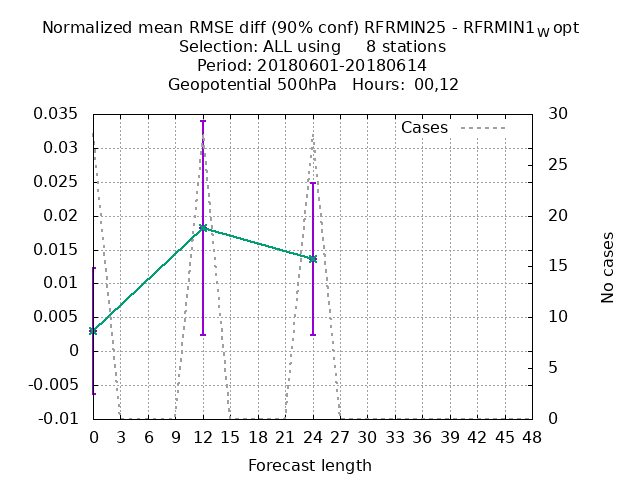 Normalized mean RMSE diff (90% conf) RFRMIN25 - RFRMIN1w opt
Selection: ALL using 8 stations
Period: 20180601-20180614
Geopotential 500hPa Hours: 00,12
0.035
0.03
0.025
0.02
0.015
0.01
0.005
0
-0.005
-0.01
Cases
30
25
20
15
10
5
0
No cases
0 3 6 9 12 15 18 21 24 27 30 33 36 39 42 45 48
Forecast length